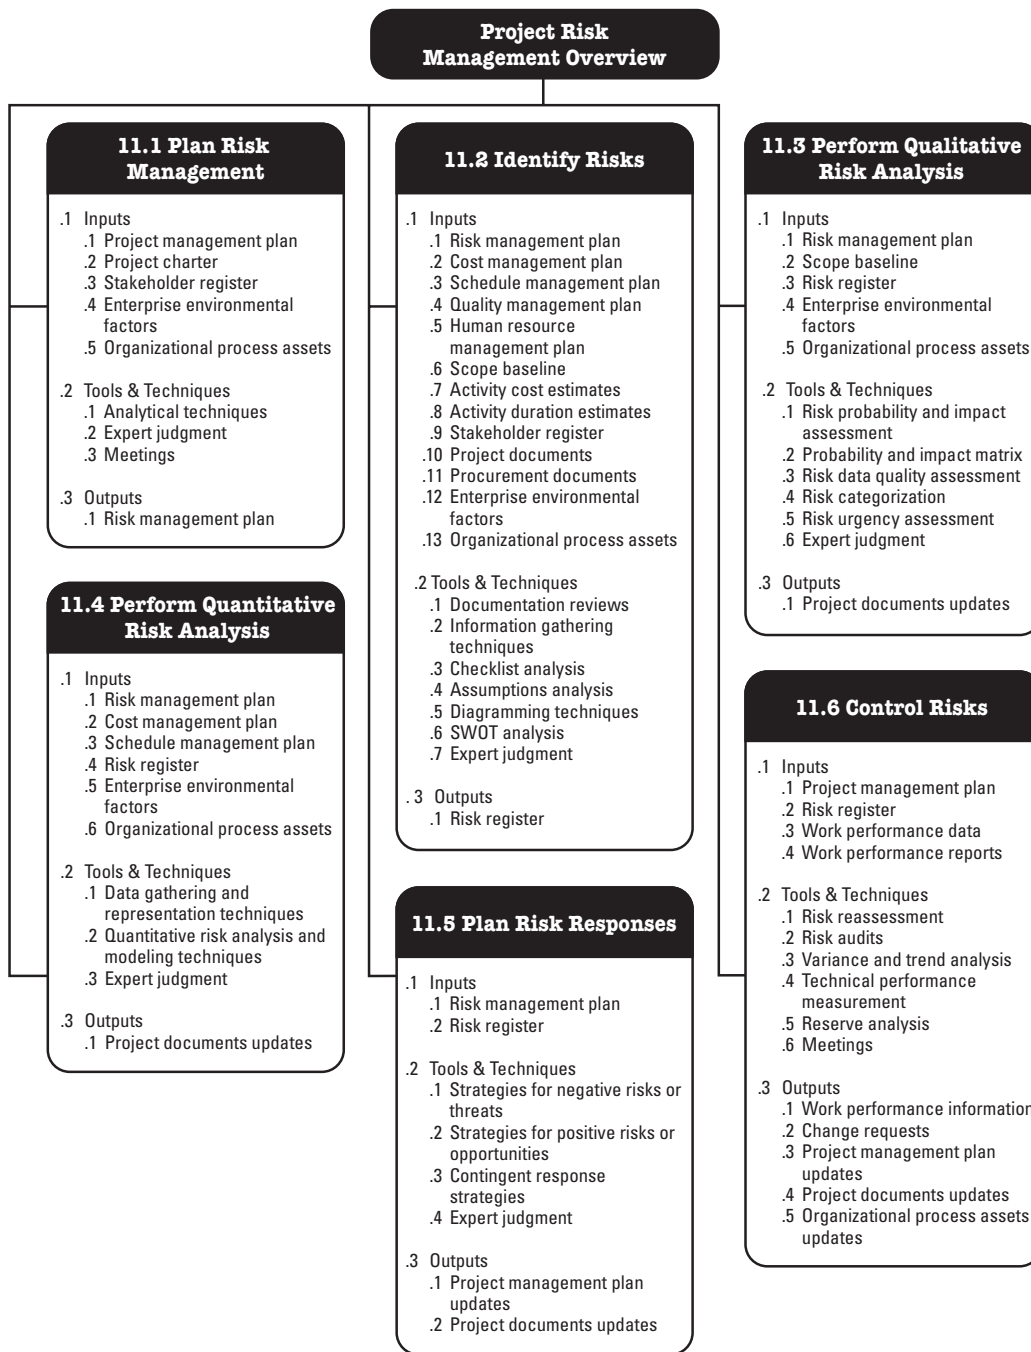 Project Risk
Management Overview
11.1 Plan Risk
Management
.1 Inputs
.1 Project management plan
.2 Project charter
.3 Stakeholder register
.4 Enterprise environmental
factors
.5 Organizational process assets
.2 Tools & Techniques
.1 Analytical techniques
.2 Expert judgment
.3 Meetings
.3 Outputs
.1 Risk management plan
11.2 Identify Risks
.1 Inputs
.1 Risk management plan
.2 Cost management plan
.3 Schedule management plan
.4 Quality management plan
.5 Human resource
management plan
.6 Scope baseline
.7 Activity cost estimates
.8 Activity duration estimates
.9 Stakeholder register
.10 Project documents
.11 Procurement documents
.12 Enterprise environmental
factors
.13 Organizational process assets
.2 Tools & Techniques
.1 Documentation reviews
.2 Information gathering
techniques
.3 Checklist analysis
.4 Assumptions analysis
.5 Diagramming techniques
.6 SWOT analysis
.7 Expert judgment
. 3 Outputs
.1 Risk register
11.3 Perform Qualitative
Risk Analysis
.1 Inputs
.1 Risk management plan
.2 Scope baseline
.3 Risk register
.4 Enterprise environmental
factors
.5 Organizational process assets
.2 Tools & Techniques
.1 Risk probability and impact
assessment
.2 Probability and impact matrix
.3 Risk data quality assessment
.4 Risk categorization
.5 Risk urgency assessment
.6 Expert judgment
.3 Outputs
.1 Project documents updates
11.4 Perform Quantitative
Risk Analysis
.1 Inputs
.1 Risk management plan
.2 Cost management plan
.3 Schedule management plan
.4 Risk register
.5 Enterprise environmental
factors
.6 Organizational process assets
.2 Tools & Techniques
.1 Data gathering and
representation techniques
.2 Quantitative risk analysis and
modeling techniques
.3 Expert judgment
.3 Outputs
.1 Project documents updates
11.5 Plan Risk Responses
.1 Inputs
.1 Risk management plan
.2 Risk register
.2 Tools & Techniques
.1 Strategies for negative risks or
threats
.2 Strategies for positive risks or
opportunities
.3 Contingent response
strategies
.4 Expert judgment
.3 Outputs
.1 Project management plan
updates
.2 Project documents updates
11.6 Control Risks
.1 Inputs
.1 Project management plan
.2 Risk register
.3 Work performance data
.4 Work performance reports
.2 Tools & Techniques
.1 Risk reassessment
.2 Risk audits
.3 Variance and trend analysis
.4 Technical performance
measurement
.5 Reserve analysis
.6 Meetings
.3 Outputs
.1 Work performance information
.2 Change requests
.3 Project management plan
updates
.4 Project documents updates
.5 Organizational process assets
updates